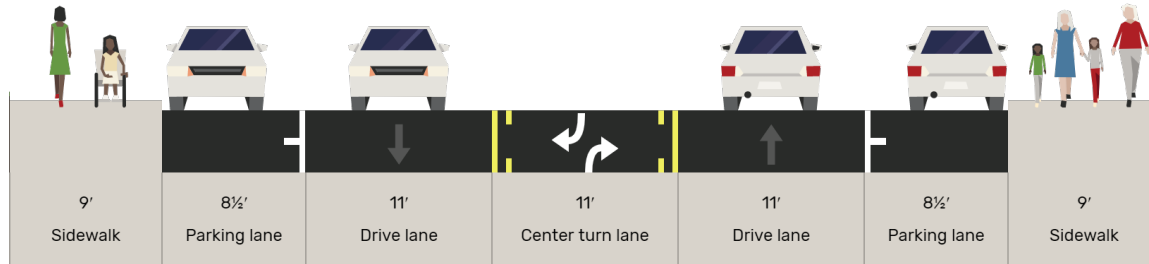 9′
Sidewalk
8½′
Parking lane
11′
Drive lane
11′
Center turn lane
11′
Drive lane
8½′
Parking lane
9′
Sidewalk